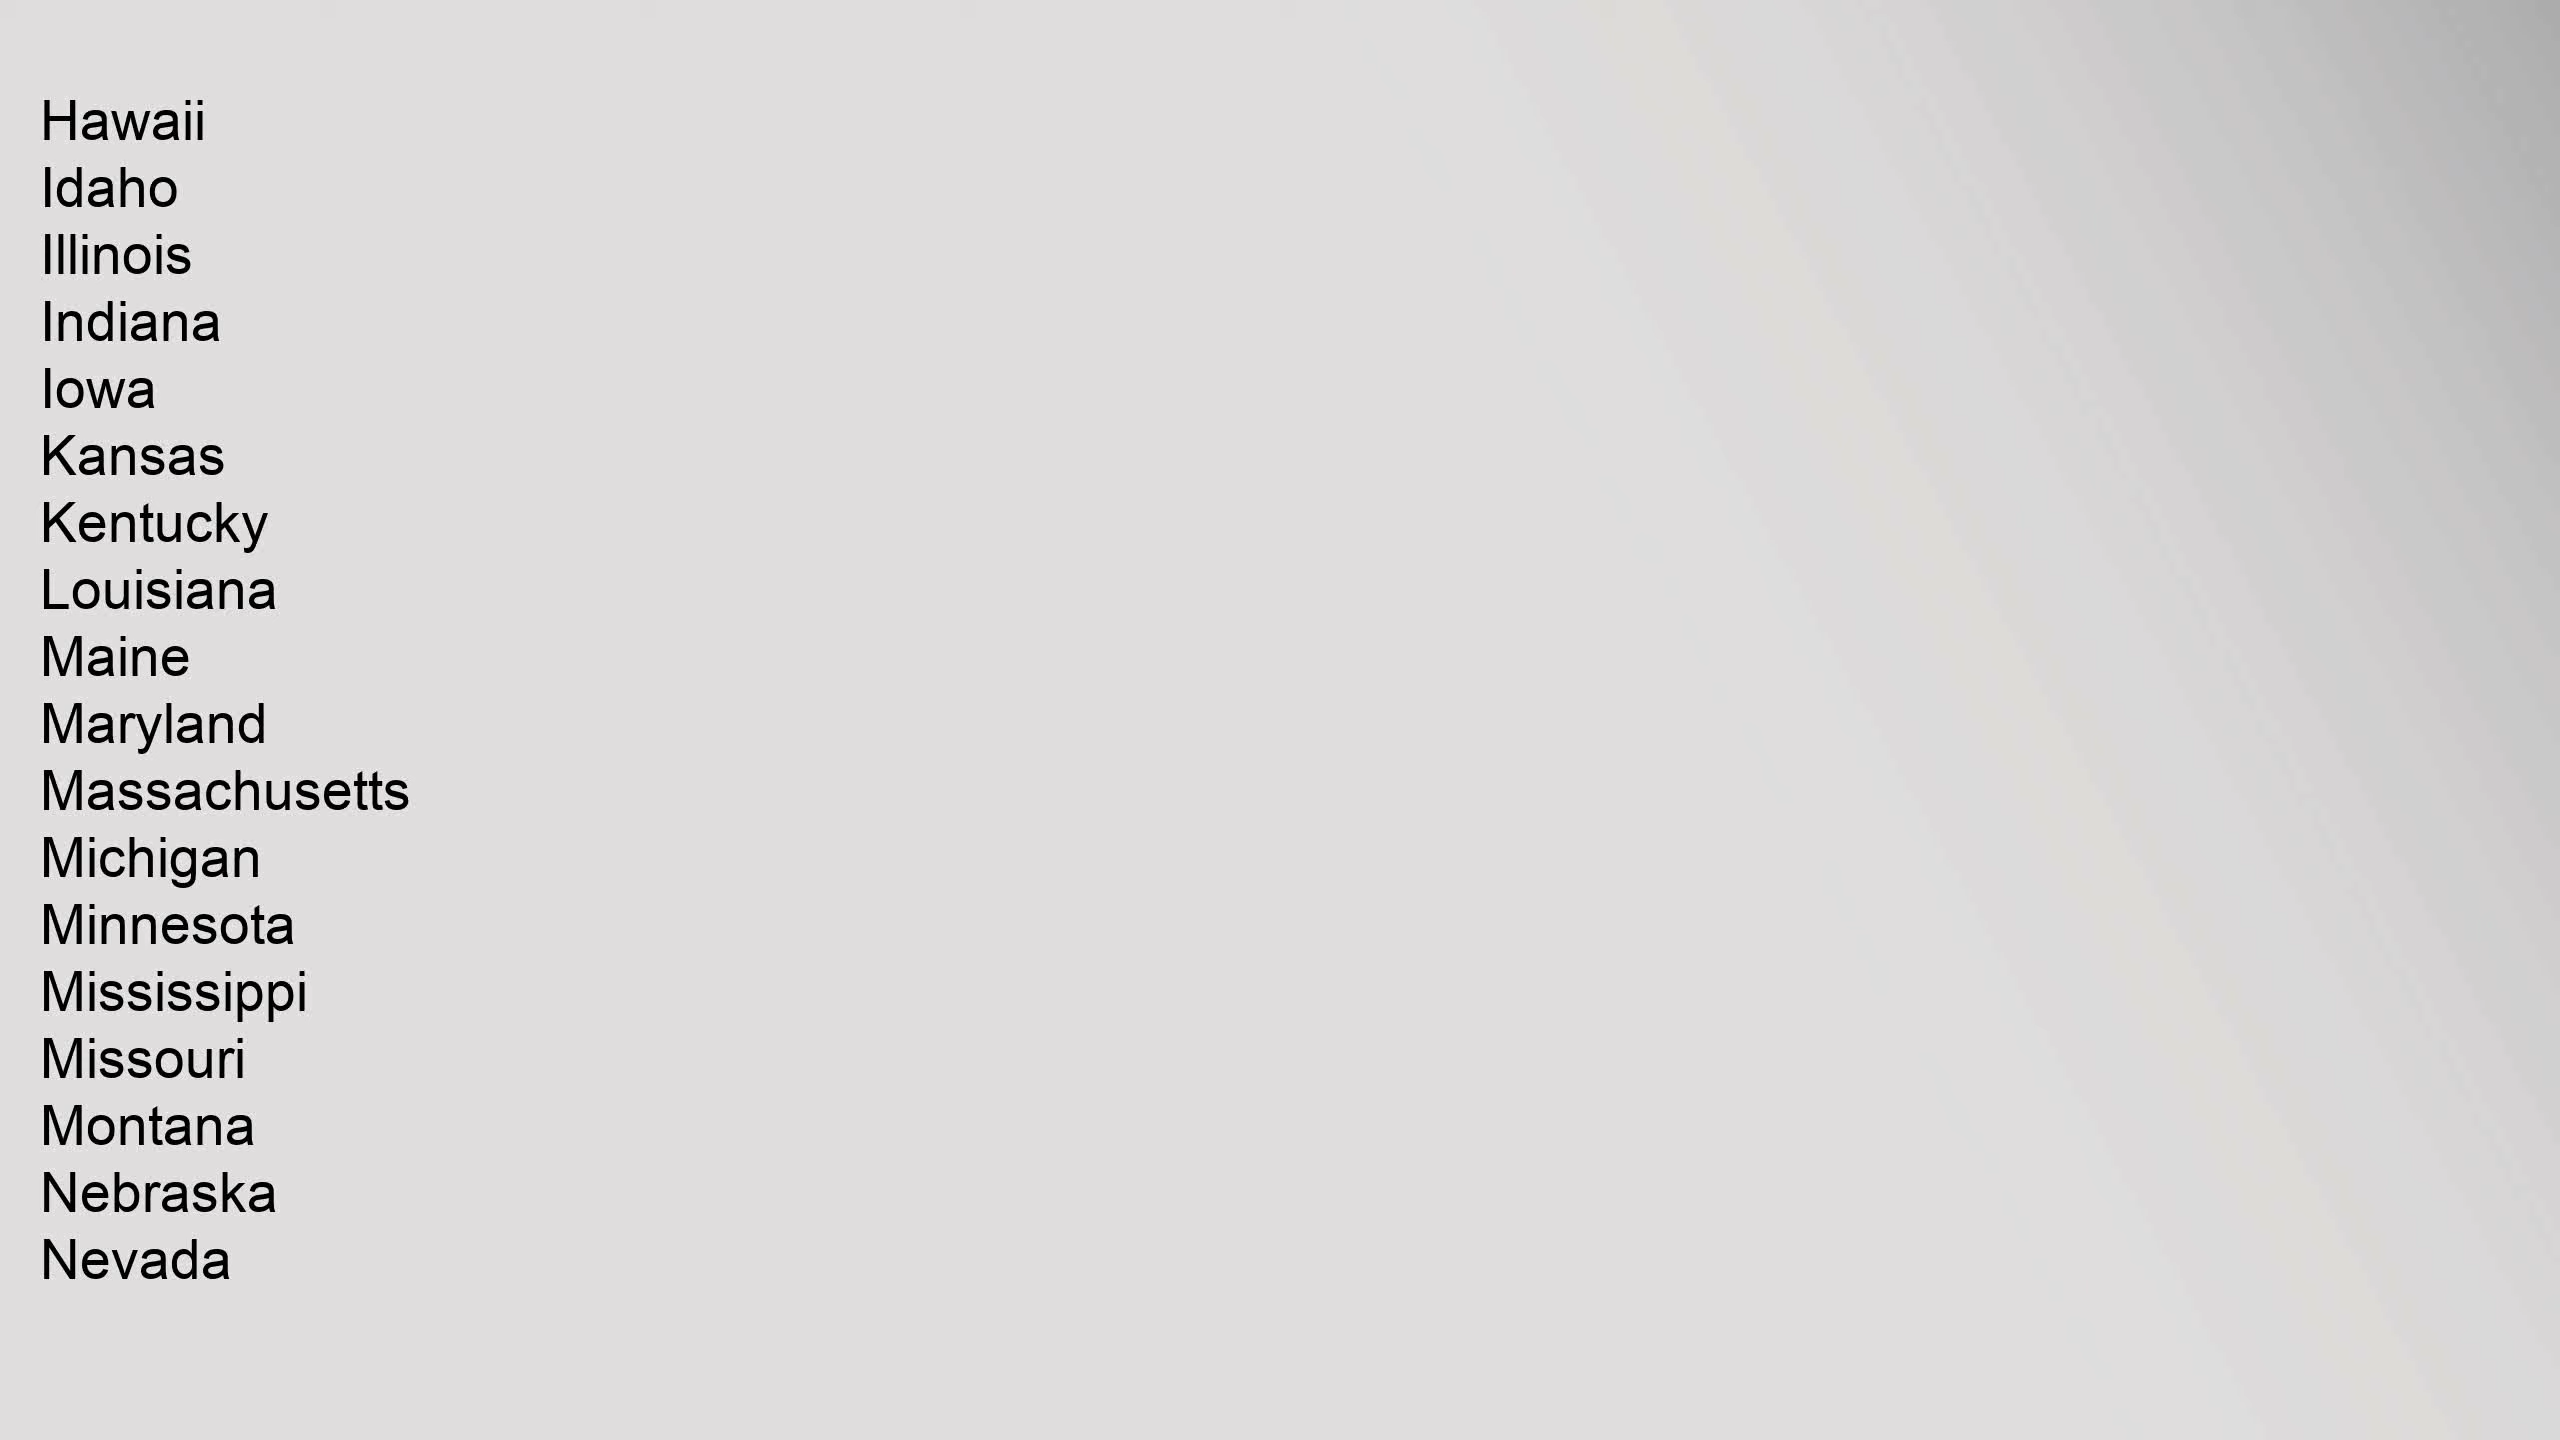 Hawaii
Idaho
Illinois
Indiana
Iowa
Kansas
Kentucky
Louisiana
Maine
Maryland
Massachusetts
Michigan
Minnesota
Mississippi
Missouri
Montana
Nebraska
Nevada